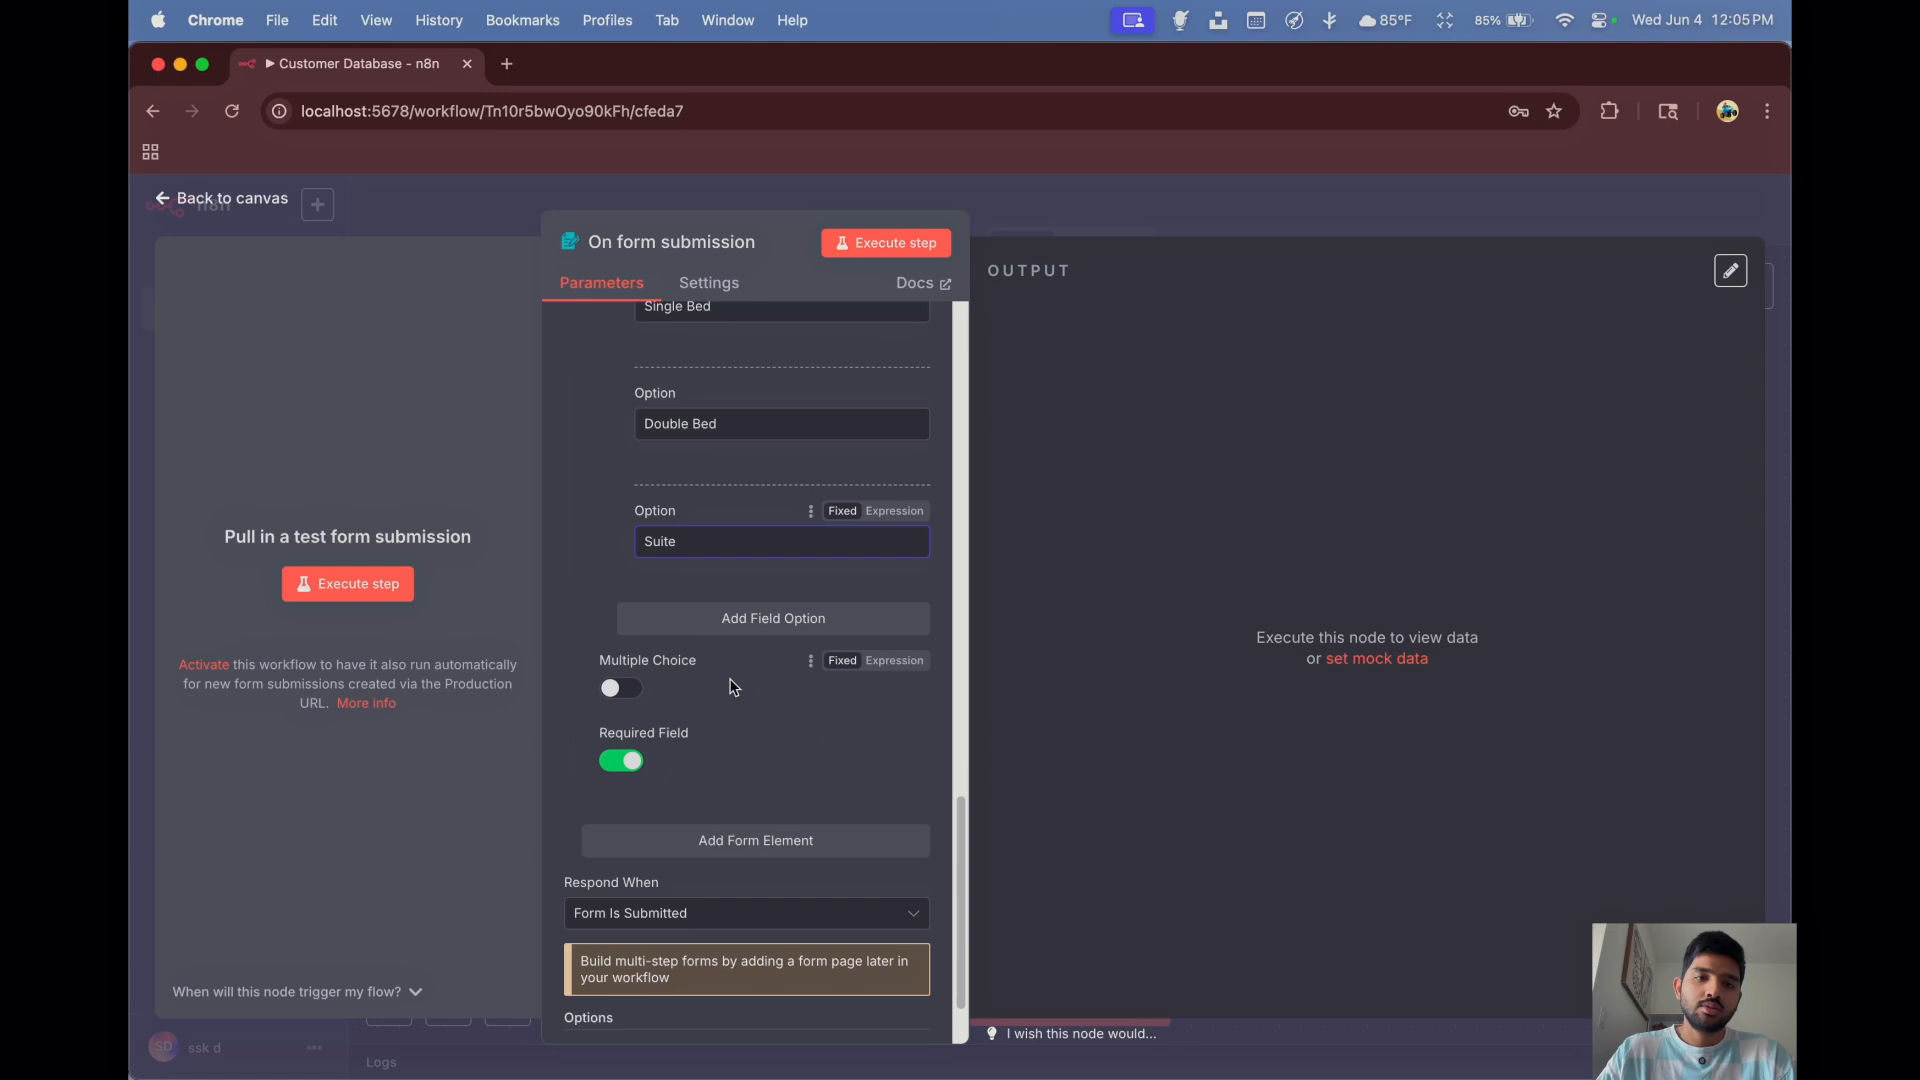 Chrome File Edit View History Bookmarks Profiles Tab Window Help 85°F 85% Wed Jun 4 12:05 PM
Customer Database - n8n
localhost:5678/workflow/Tn10r5bwOyo90kFh/cfeda7
Back to canvas
n8n
On form submission
Execute step
OUTPUT
Parameters Settings Docs
Single Bed
Option
Double Bed
Option Fixed Expression
Suite
Pull in a test form submission
Execute step
Add Field Option
Execute this node to view data
or set mock data
Multiple Choice Fixed Expression
Activate this workflow to have it also run automatically
for new form submissions created via the Production
URL. More info
Required Field
Add Form Element
Respond When
Form Is Submitted
Build multi-step forms by adding a form page later in
your workflow
When will this node trigger my flow?
Options
I wish this node would...
SD ssk d
Logs